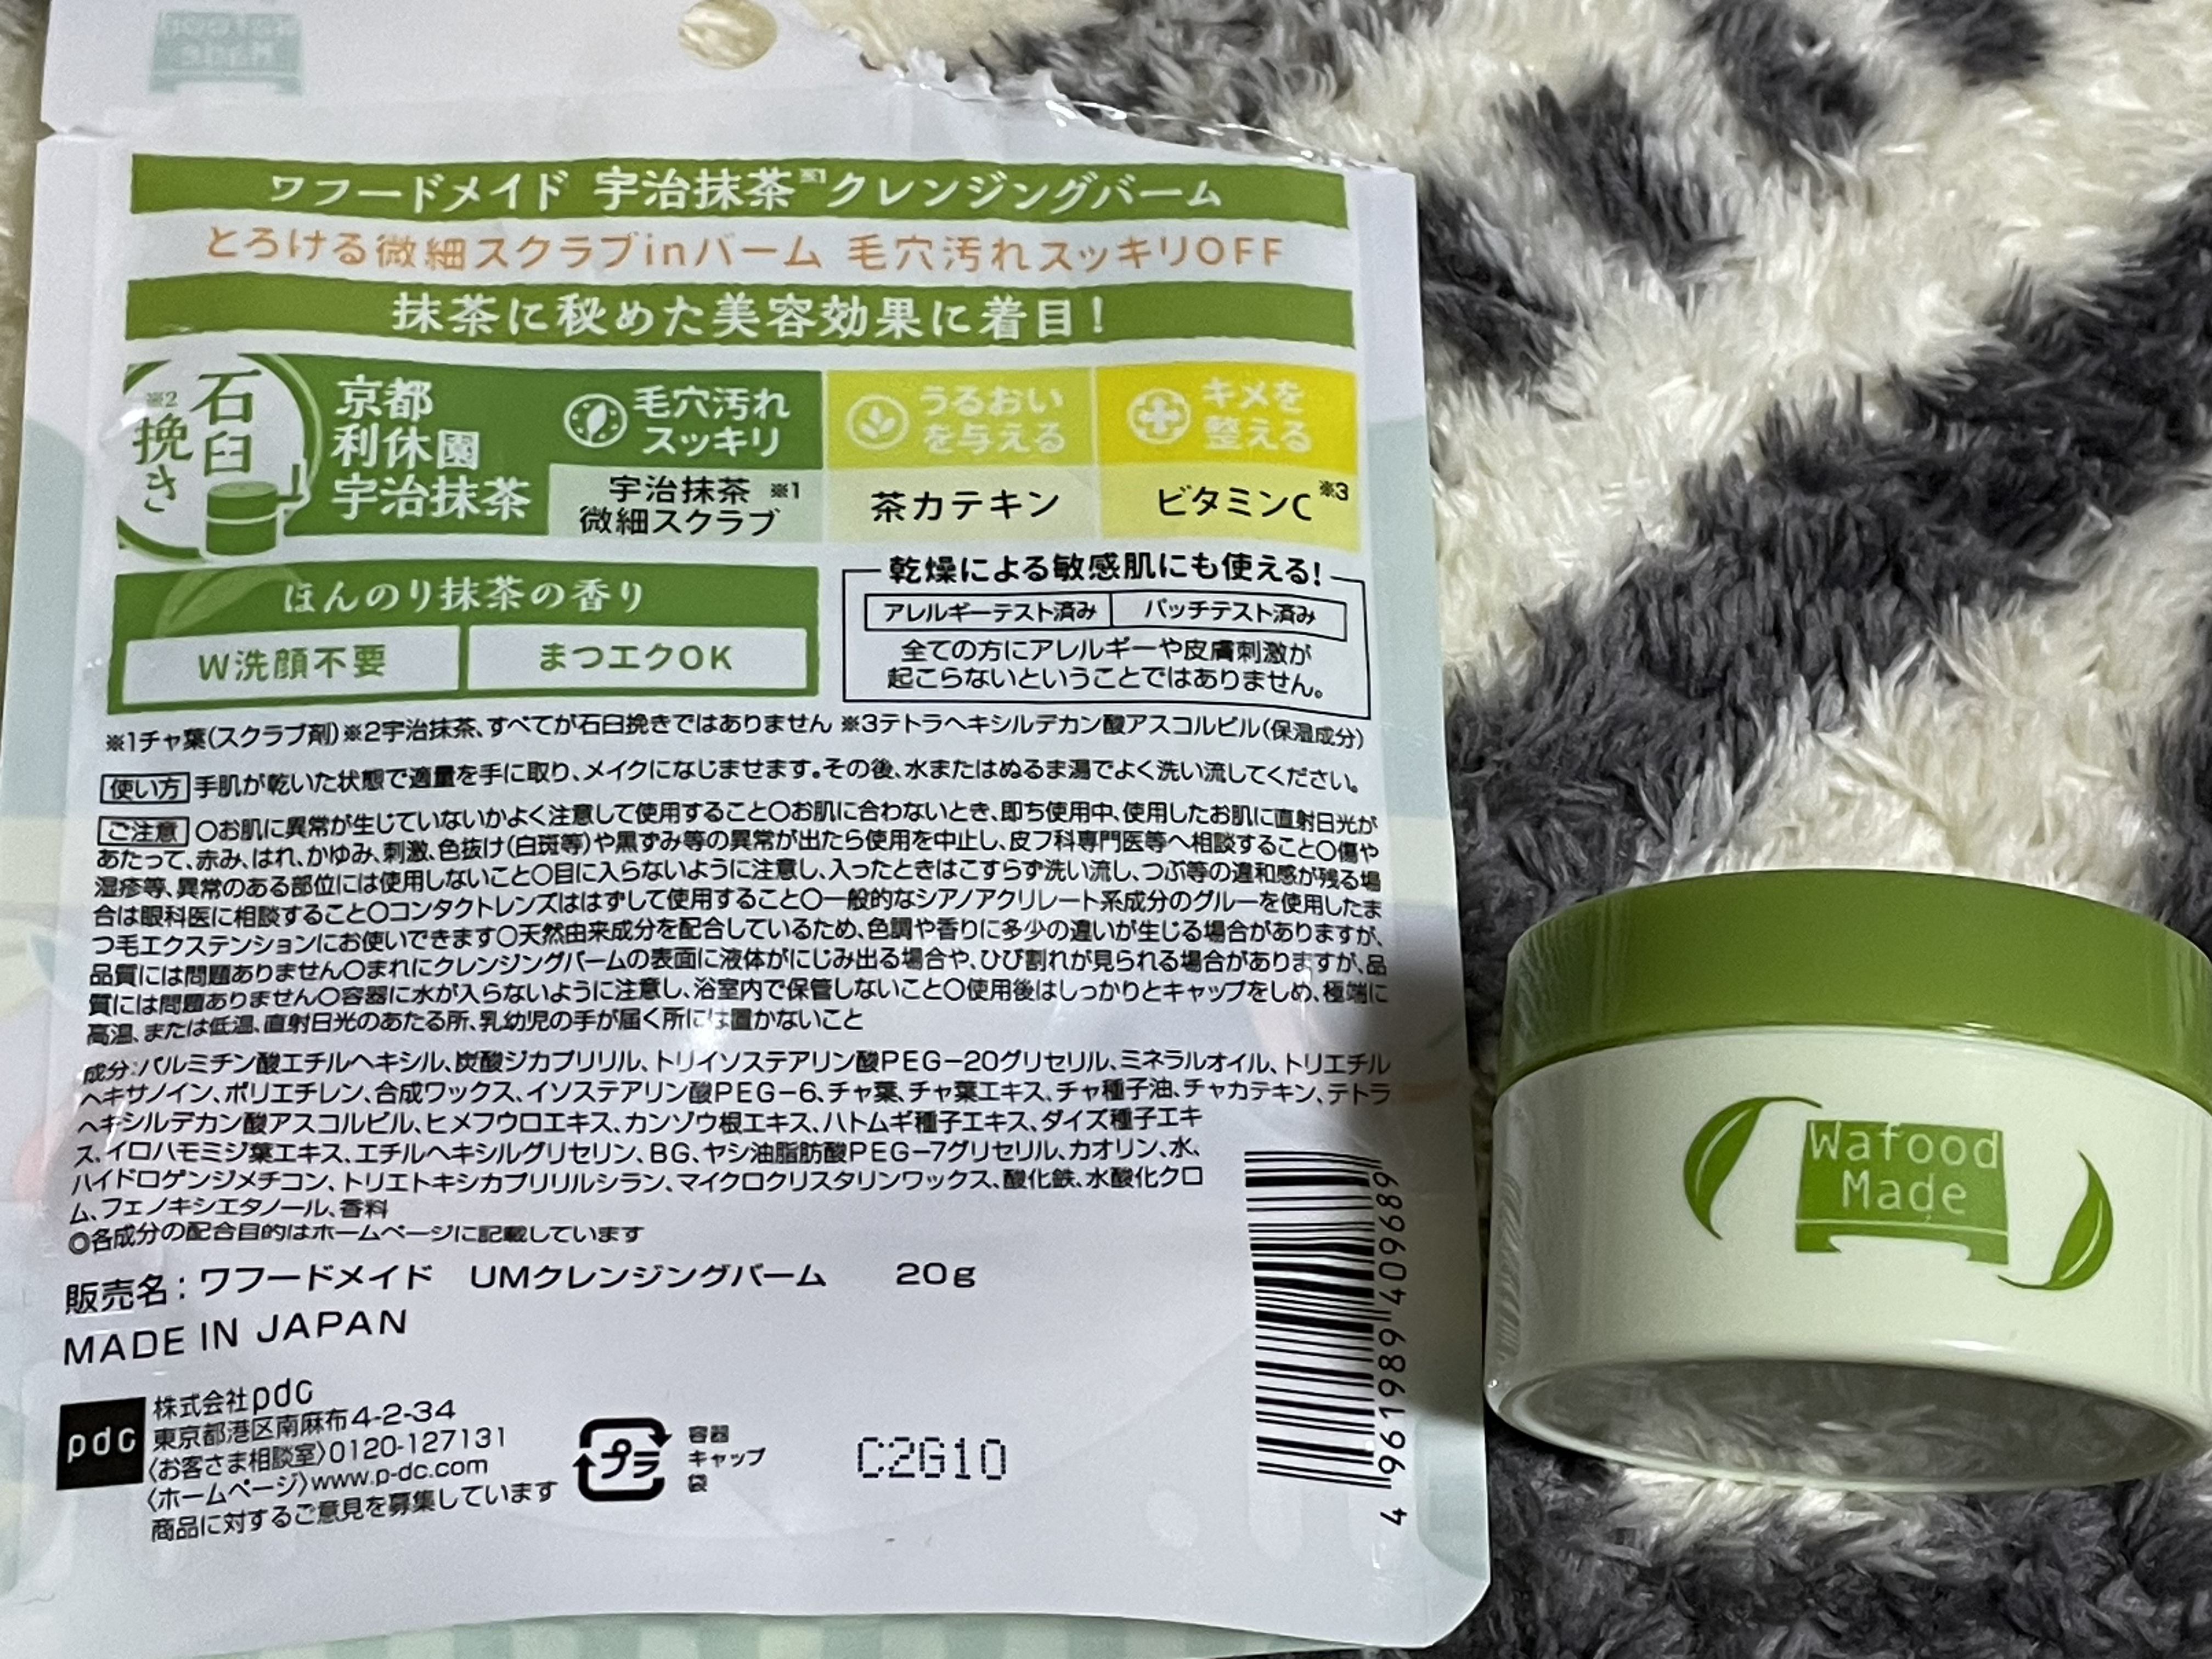 ワフードメイド 宇治抹茶※1クレンジングバーム
とろける微細スクラブinバーム 毛穴汚れスッキリOFF
抹茶に秘めた美容効果に着目!
石臼
挽き
※2
京都
利休園
宇治抹茶
毛穴汚れ
スッキリ
宇治抹茶 ※1
微細スクラブ
うるおい
を与える
茶カテキン
キメを
整える
ビタミンC※3
ほんのり抹茶の香り
W洗顔不要
まつエクOK
乾燥による敏感肌にも使える!
アレルギーテスト済み
パッチテスト済み
全ての方にアレルギーや皮膚刺激が
起こらないということではありません。
※1チャ葉(スクラブ剤)※2宇治抹茶、すべてが石臼挽きではありません ※3テトラヘキシルデカン酸アスコルビル(保湿成分)
使い方 手肌が乾いた状態で適量を手に取り、メイクになじませます。その後、水またはぬるま湯でよく洗い流してください。
ご注意 ○お肌に異常が生じていないかよく注意して使用すること○お肌に合わないとき、即ち使用中、使用したお肌に直射日光が
あたって、赤み、はれ、かゆみ、刺激、色抜け(白斑等)や黒ずみ等の異常が出たら使用を中止し、皮フ科専門医等へ相談すること○傷や
湿疹等、異常のある部位には使用しないこと○目に入らないように注意し、入ったときはこすらず洗い流し、つぶ等の違和感が残る場
合は眼科医に相談すること○コンタクトレンズははずして使用すること○一般的なシアノアクリレート系成分のグルーを使用したま
つ毛エクステンションにお使いできます○天然由来成分を配合しているため、色調や香りに多少の違いが生じる場合がありますが、
品質には問題ありません○まれにクレンジングバームの表面に液体がにじみ出る場合や、ひび割れが見られる場合がありますが、品
質には問題ありません○容器に水が入らないように注意し、浴室内で保管しないこと○使用後はしっかりとキャップをしめ、極端に
高温、または低温、直射日光のあたる所、乳幼児の手が届く所には置かないこと
成分:パルミチン酸エチルヘキシル、炭酸ジカプリリル、トリイソステアリン酸PEG-20グリセリル、ミネラルオイル、トリエチル
ヘキサノイン、ポリエチレン、合成ワックス、イソステアリン酸PEG-6、チャ葉、チャ葉エキス、チャ種子油、チャカテキン、テトラ
ヘキシルデカン酸アスコルビル、ヒメフウロエキス、カンゾウ根エキス、ハトムギ種子エキス、ダイズ種子エキ
ス、イロハモミジ葉エキス、エチルヘキシルグリセリン、BG、ヤシ油脂肪酸PEG-7グリセリル、カオリン、水、
ハイドロゲンジメチコン、トリエトキシカプリリルシラン、マイクロクリスタリンワックス、酸化鉄、水酸化クロ
ム、フェノキシエタノール、香料
◎各成分の配合目的はホームページに記載しています
販売名:ワフードメイド UMクレンジングバーム 20g
MADE IN JAPAN
pdc
株式会社pdc
東京都港区南麻布4-2-34
〈お客さま相談室〉0120-127131
〈ホームページ〉www.p-dc.com
商品に対するご意見を募集しています
プラ
容器
キャップ
袋
C2G10
4 961989 409689
Wafood
Made